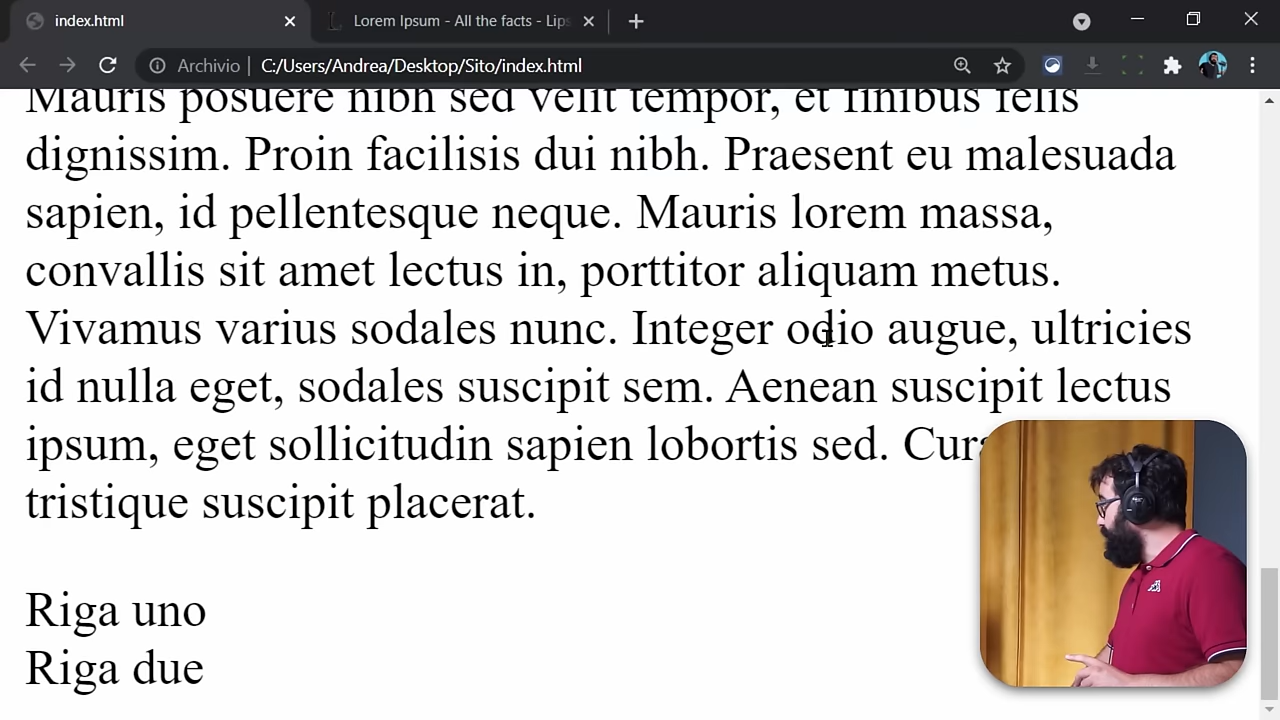 index.html
Lorem Ipsum - All the facts - Lips
Archivio
C:/Users/Andrea/Desktop/Sito/index.html
Mauris posuere nibh sed velit tempor, et finibus felis
dignissim. Proin facilisis dui nibh. Praesent eu malesuada
sapien, id pellentesque neque. Mauris lorem massa,
convallis sit amet lectus in, porttitor aliquam metus.
Vivamus varius sodales nunc. Integer odio augue, ultricies
id nulla eget, sodales suscipit sem. Aenean suscipit lectus
ipsum, eget sollicitudin sapien lobortis sed.
tristique suscipit placerat.
Riga uno
Riga due